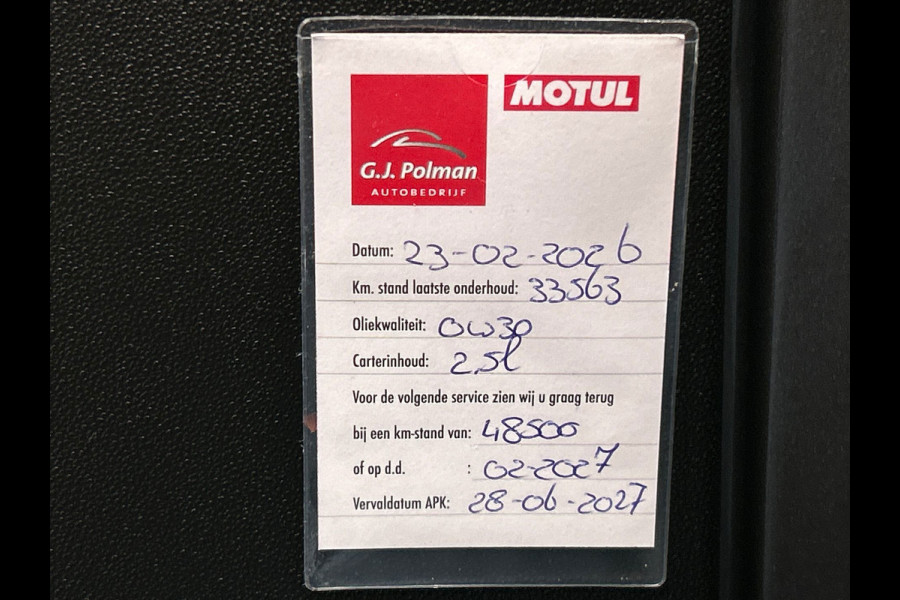 MOTUL
G.J. Polman
AUTOBEDRIJF
Datum: 23-02-2026
Km. stand laatste onderhoud: 33563
Oliekwaliteit: 0W30
Carterinhoud: 2,5l
Voor de volgende service zien wij u graag terug
bij een km-stand van: 48500
of op d.d. : 02-2027
Vervaldatum APK: 28-06-2027